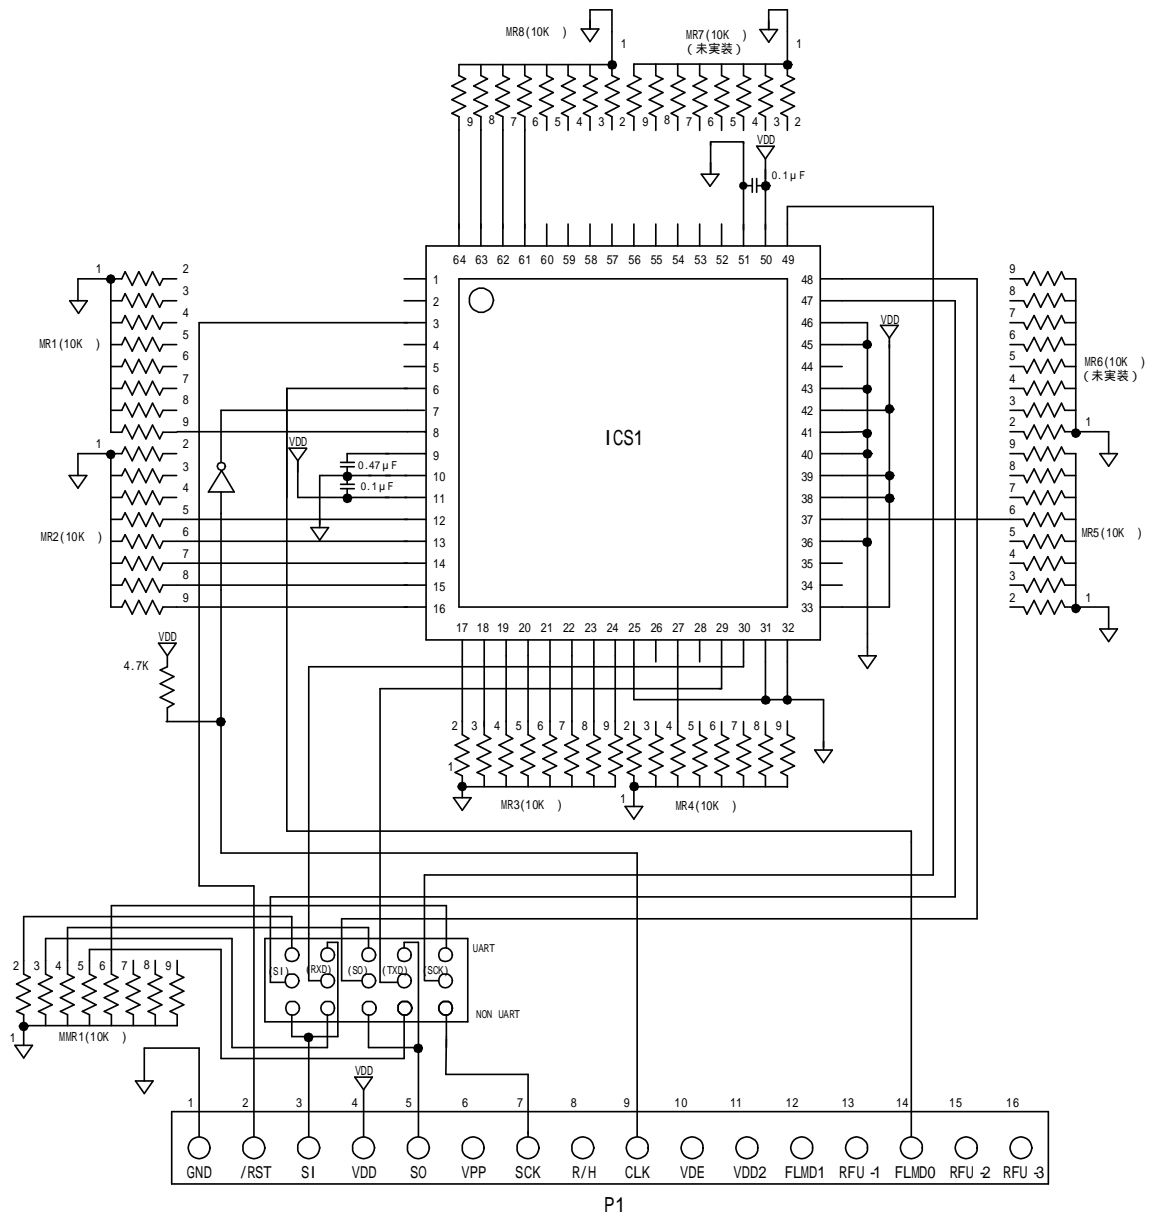 MR8(10K )
1
MR7(10K )
(未実装)
1
9 8 7 6 5 4 3 2 9 8 7 6 5 4 3 2
VDD
0.1μF
64 63 62 61 60 59 58 57 56 55 54 53 52 51 50 49
1 2
3
4
MR1(10K )
5
6
7
8
9
1 2
3
4
5
MR2(10K )
6
7
8
9
1
2
3
4
5
6
7
8
9
10
11
12
13
14
15
16
VDD
0.47μF
0.1μF
ICS1
48
47
46
45
44
43
42
41
40
39
38
37
36
35
34
33
VDD
9
8
7
6
5
4
3
2 1
MR6(10K )
(未実装)
9
8
7
6
5
4
3
2 1
MR5(10K )
17 18 19 20 21 22 23 24 25 26 27 28 29 30 31 32
VDD
4.7K
2 3 4 5 6 7 8 9 2 3 4 5 6 7 8 9
1
MR3(10K )
1
MR4(10K )
UART
(SI) (RXD) (SO) (TXD) (SCK)
NON UART
2 3 4 5 6 7 8 9
1
MMR1(10K )
VDD
1 2 3 4 5 6 7 8 9 10 11 12 13 14 15 16
GND /RST SI VDD SO VPP SCK R/H CLK VDE VDD2 FLMD1 RFU -1 FLMD0 RFU -2 RFU -3
P1